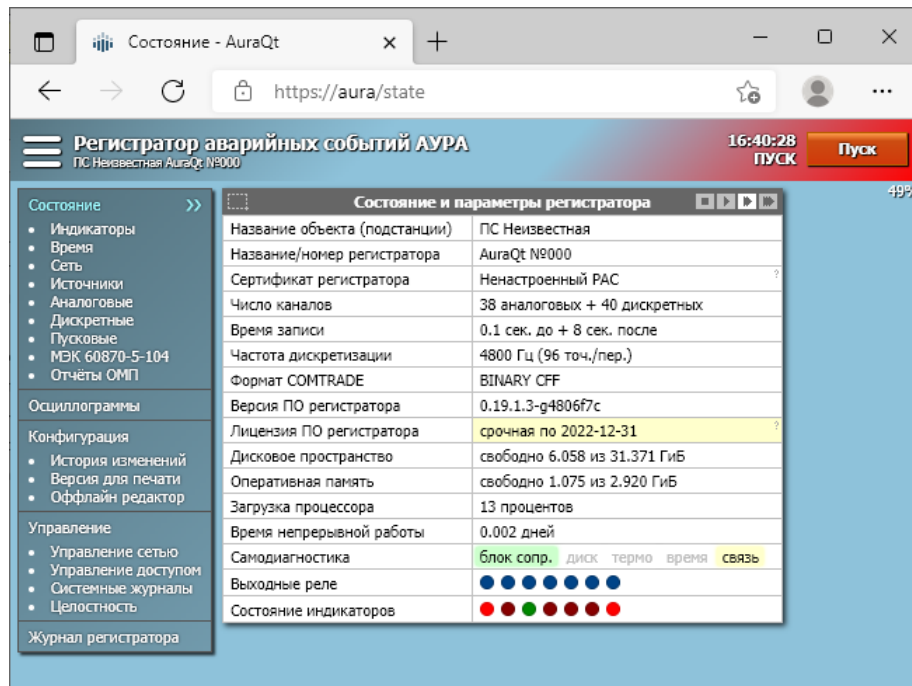 Состояние - AuraQt
https://aura/state
Регистратор аварийных событий АУРА
ПС Неизвестная AuraQt №000
16:40:28
ПУСК
Пуск
49%
Состояние >>
Индикаторы
Время
Сеть
Источники
Аналоговые
Дискретные
Пусковые
МЭК 60870-5-104
Отчёты ОМП
Осциллограммы
Конфигурация
История изменений
Версия для печати
Оффлайн редактор
Управление
Управление сетью
Управление доступом
Системные журналы
Целостность
Журнал регистратора
Состояние и параметры регистратора
Название объекта (подстанции) ПС Неизвестная
Название/номер регистратора AuraQt №000
Сертификат регистратора Ненастроенный РАС ?
Число каналов 38 аналоговых + 40 дискретных
Время записи 0.1 сек. до + 8 сек. после
Частота дискретизации 4800 Гц (96 точ./пер.)
Формат COMTRADE BINARY CFF
Версия ПО регистратора 0.19.1.3-g4806f7c
Лицензия ПО регистратора срочная по 2022-12-31 ?
Дисковое пространство свободно 6.058 из 31.371 ГиБ
Оперативная память свободно 1.075 из 2.920 ГиБ
Загрузка процессора 13 процентов
Время непрерывной работы 0.002 дней
Самодиагностика блок сопр. диск термо время связь
Выходные реле
Состояние индикаторов